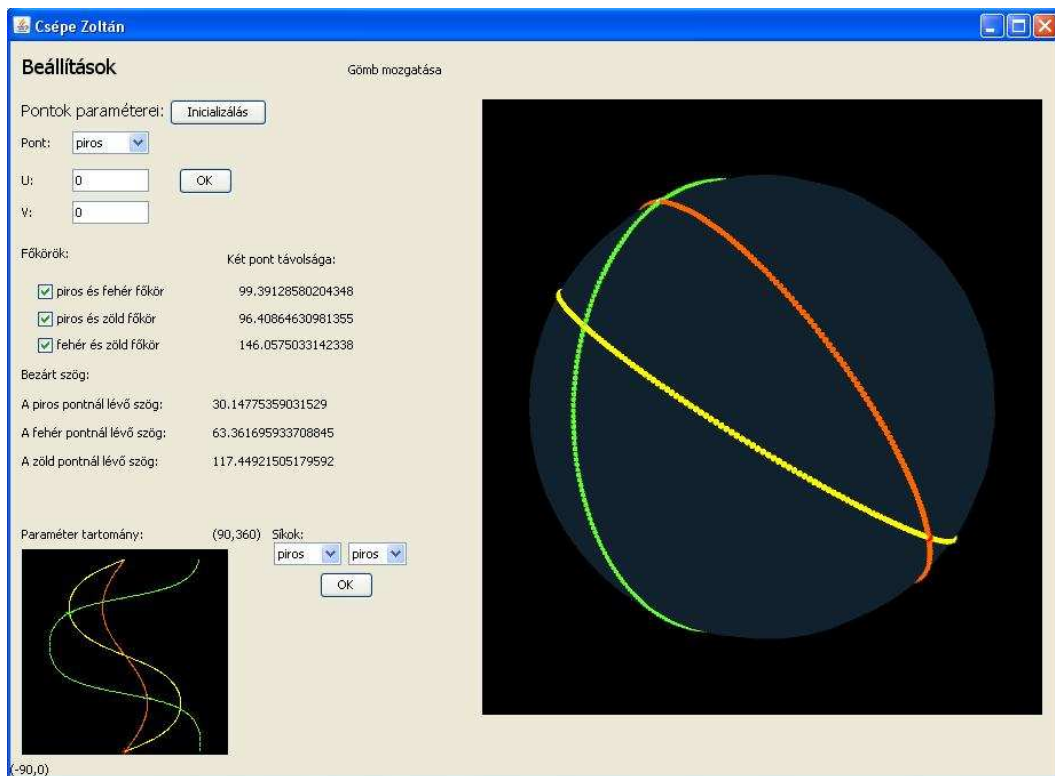 Csépe Zoltán
Beállítások
Gömb mozgatása
Pontok paraméterei: Inicializálás
Pont: piros
U: 0 OK
V: 0
Főkörök: Két pont távolsága:
piros és fehér főkör 99.39128580204348
piros és zöld főkör 96.40864630981355
fehér és zöld főkör 146.0575033142338
Bezárt szög:
A piros pontnál lévő szög: 30.14775359031529
A fehér pontnál lévő szög: 63.361695933708845
A zöld pontnál lévő szög: 117.44921505179592
Paraméter tartomány: (90,360) Síkok:
piros piros
OK
(-90,0)